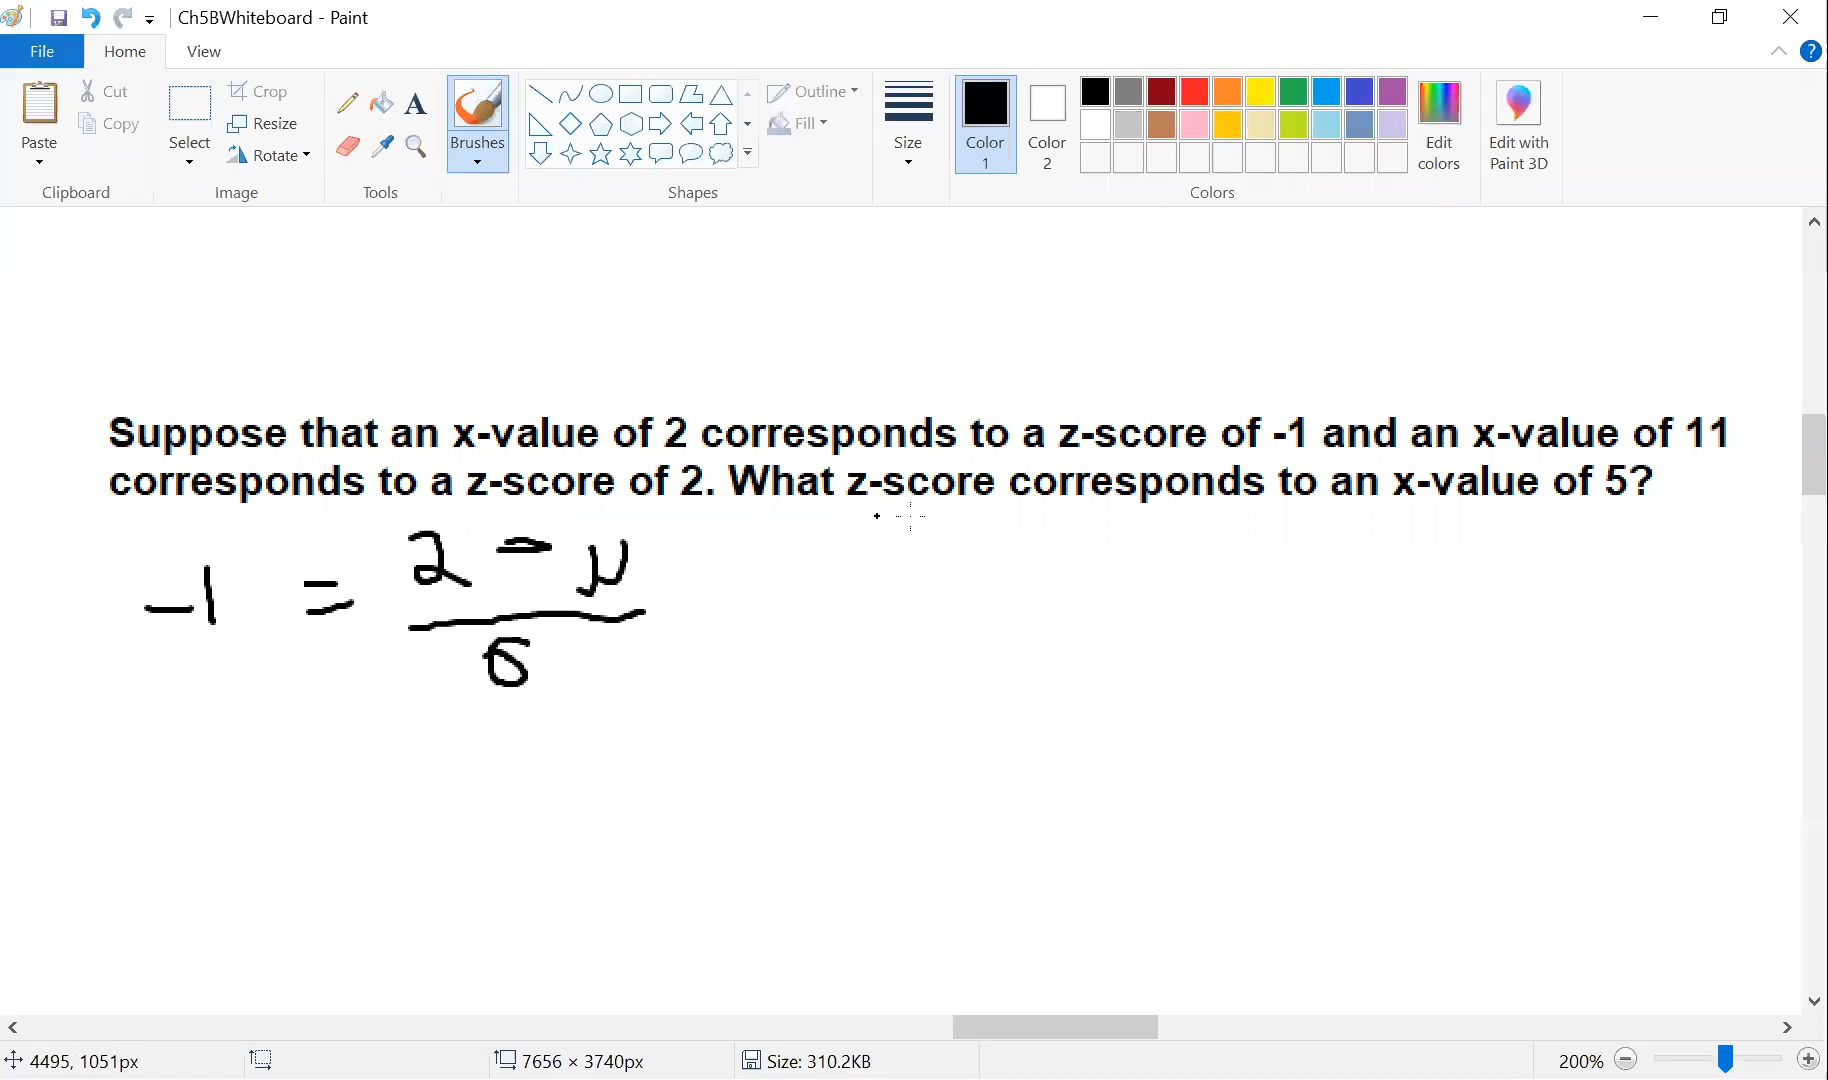 Ch5BWhiteboard - Paint
File Home View
Paste Cut Copy Clipboard
Select Crop Resize Rotate Image
A Tools
Brushes
Shapes
Outline Fill
Size
Color 1 Color 2
Edit colors
Colors
Edit with Paint 3D
?
Suppose that an x-value of 2 corresponds to a z-score of -1 and an x-value of 11
corresponds to a z-score of 2. What z-score corresponds to an x-value of 5?
2 - μ
-1 =
σ
4495, 1051px 7656 × 3740px Size: 310.2KB 200%